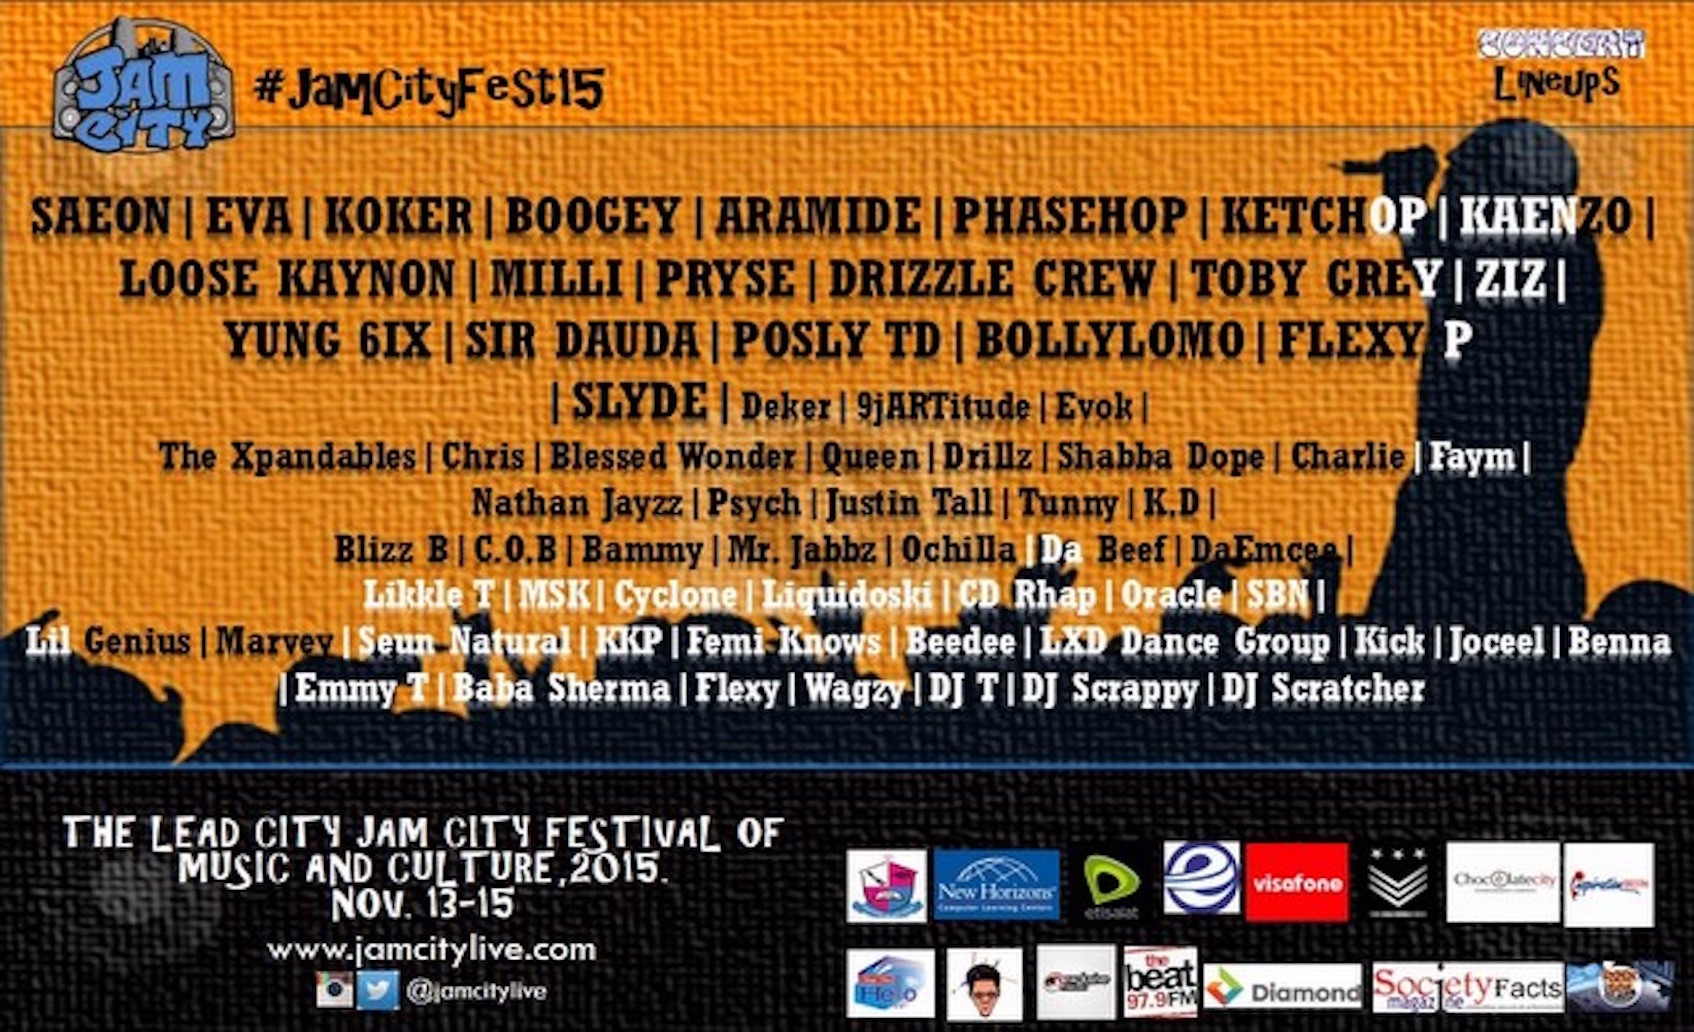 JAM CITY
#JamCityFest15
CONCERT
LINEUPS
SAEON | EVA | KOKER | BOOGEY | ARAMIDE | PHASEHOP | KETCHOP | KAENZO |
LOOSE KAYNON | MILLI | PRYSE | DRIZZLE CREW | TOBY GREY | ZIZ |
YUNG 6IX | SIR DAUDA | POSLY TD | BOLLYLOMO | FLEXY P
| SLYDE | Deker | 9jARTitude | Evok |
The Xpandables | Chris | Blessed Wonder | Queen | Drillz | Shabba Dope | Charlie | Faym |
Nathan Jayzz | Psych | Justin Tall | Tunny | K.D |
Blizz B | C.O.B | Bammy | Mr. Jabbz | Ochilla | Da Beef | DaEmcee |
Likkle T | MSK | Cyclone | Liquidoski | CD Rhap | Oracle | SBN |
Lil Genius | Marvey | Seun Natural | KKP | Femi Knows | Beedee | LXD Dance Group | Kick | Joceel | Benna
| Emmy T | Baba Sherma | Flexy | Wagzy | DJ T | DJ Scrappy | DJ Scratcher
THE LEAD CITY JAM CITY FESTIVAL OF
MUSIC AND CULTURE,2015.
NOV. 13-15
www.jamcitylive.com
@jamcitylive
New Horizons
Computer Learning Centers
etisalat
visafone
Chocolatecity
Helo
the
beat
97.9FM
Diamond
Society Facts
magazine